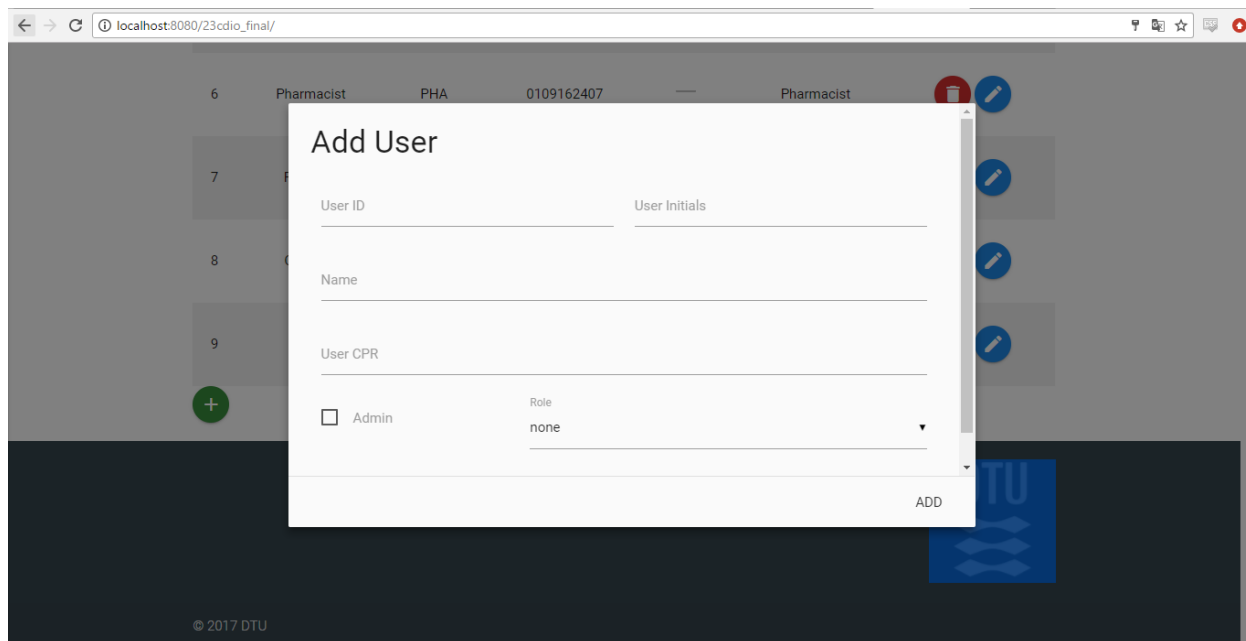 localhost:8080/23cdio_final/
6 Pharmacist PHA 0109162407 — Pharmacist
Add User
7
User ID User Initials
8
Name
9
User CPR
Admin
Role
none
ADD
DTU
© 2017 DTU